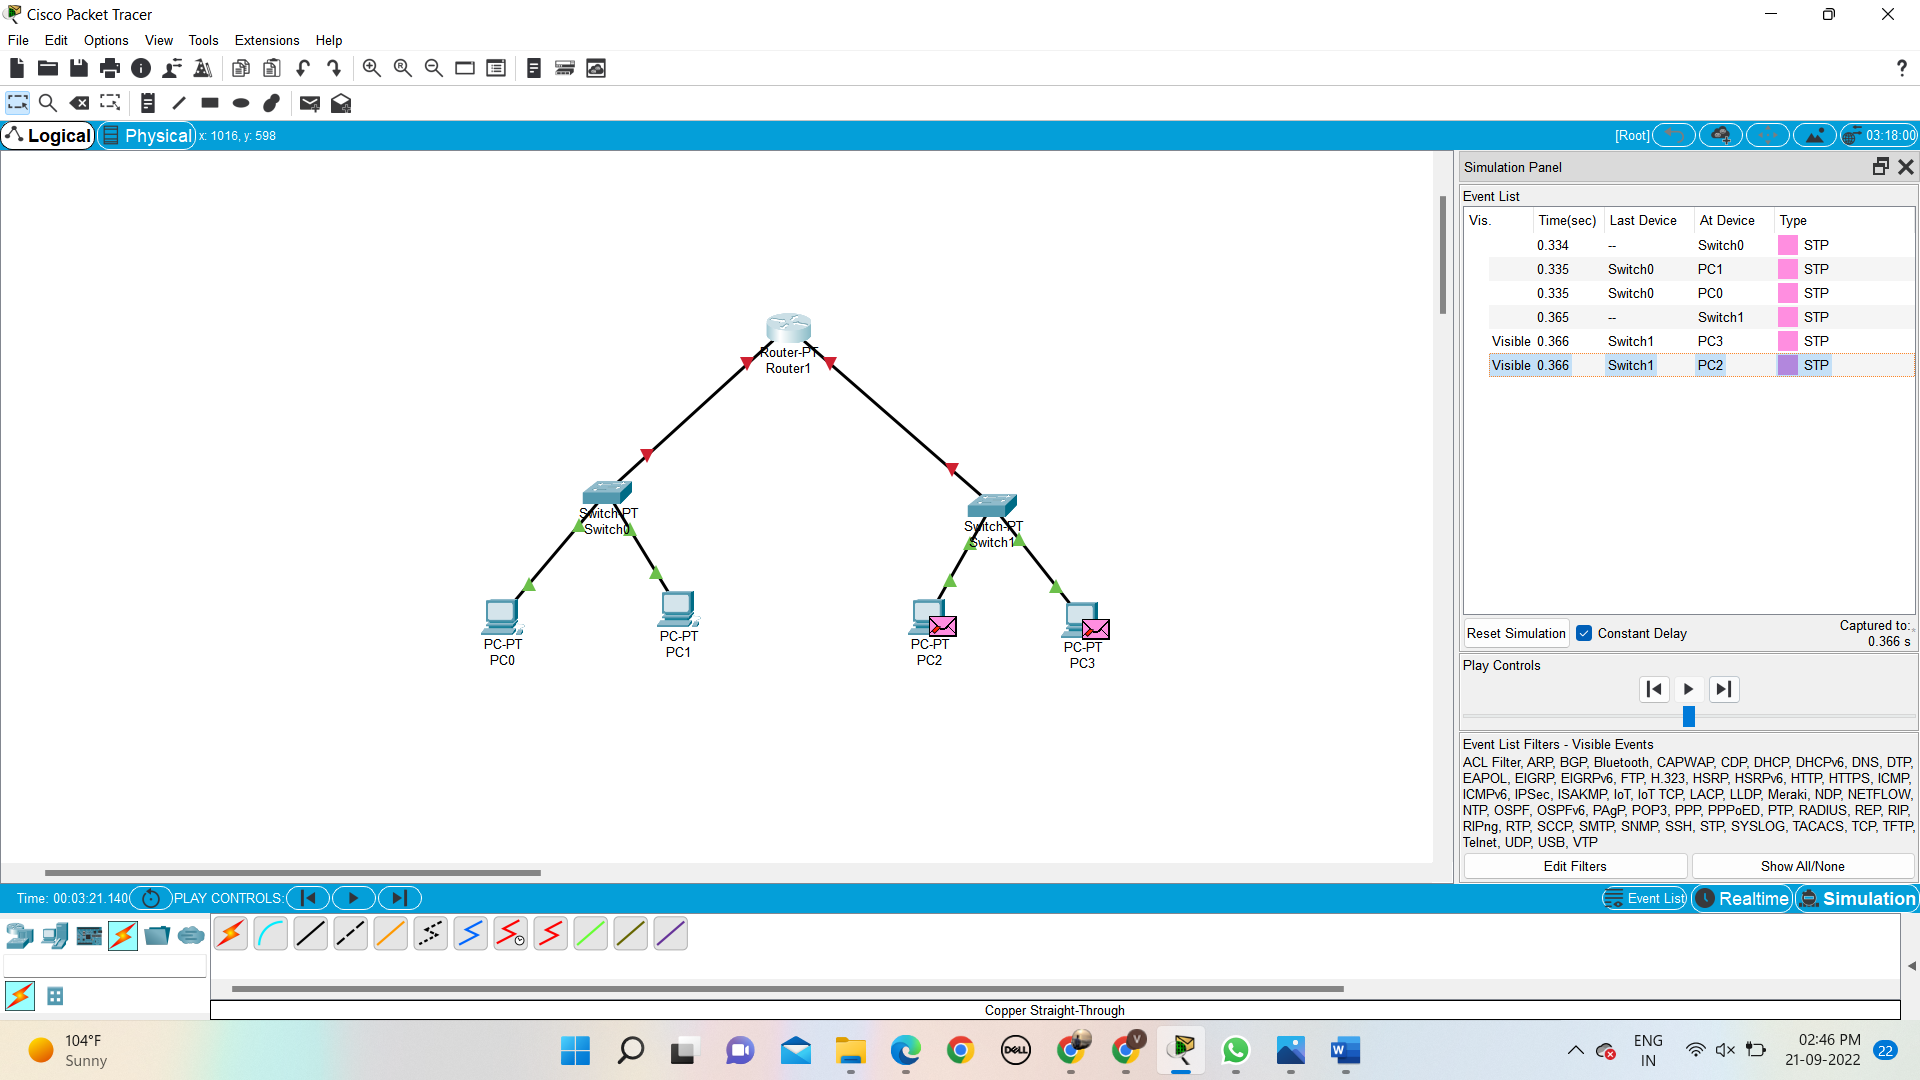 Cisco Packet Tracer
File Edit Options View Tools Extensions Help
Logical Physical x: 1016, y: 598 [Root] 03:18:00
Simulation Panel
Event List
Vis. Time(sec) Last Device At Device Type
0.334 -- Switch0 STP
0.335 Switch0 PC1 STP
0.335 Switch0 PC0 STP
0.365 -- Switch1 STP
Visible 0.366 Switch1 PC3 STP
Visible 0.366 Switch1 PC2 STP
Router-PT
Router1
Switch-PT
Switch0
Switch-PT
Switch1
PC-PT
PC0
PC-PT
PC1
PC-PT
PC2
PC-PT
PC3
Reset Simulation Constant Delay Captured to:
0.366 s
Play Controls
Event List Filters - Visible Events
ACL Filter, ARP, BGP, Bluetooth, CAPWAP, CDP, DHCP, DHCPv6, DNS, DTP,
EAPOL, EIGRP, EIGRPv6, FTP, H.323, HSRP, HSRPv6, HTTP, HTTPS, ICMP,
ICMPv6, IPSec, ISAKMP, IoT, IoT TCP, LACP, LLDP, Meraki, NDP, NETFLOW,
NTP, OSPF, OSPFv6, PAgP, POP3, PPP, PPPoED, PTP, RADIUS, REP, RIP,
RIPng, RTP, SCCP, SMTP, SNMP, SSH, STP, SYSLOG, TACACS, TCP, TFTP,
Telnet, UDP, USB, VTP
Edit Filters Show All/None
Time: 00:03:21.140 PLAY CONTROLS: Event List Realtime Simulation
Copper Straight-Through
104°F
Sunny
DELL
V
W
ENG
IN
02:46 PM
21-09-2022
22